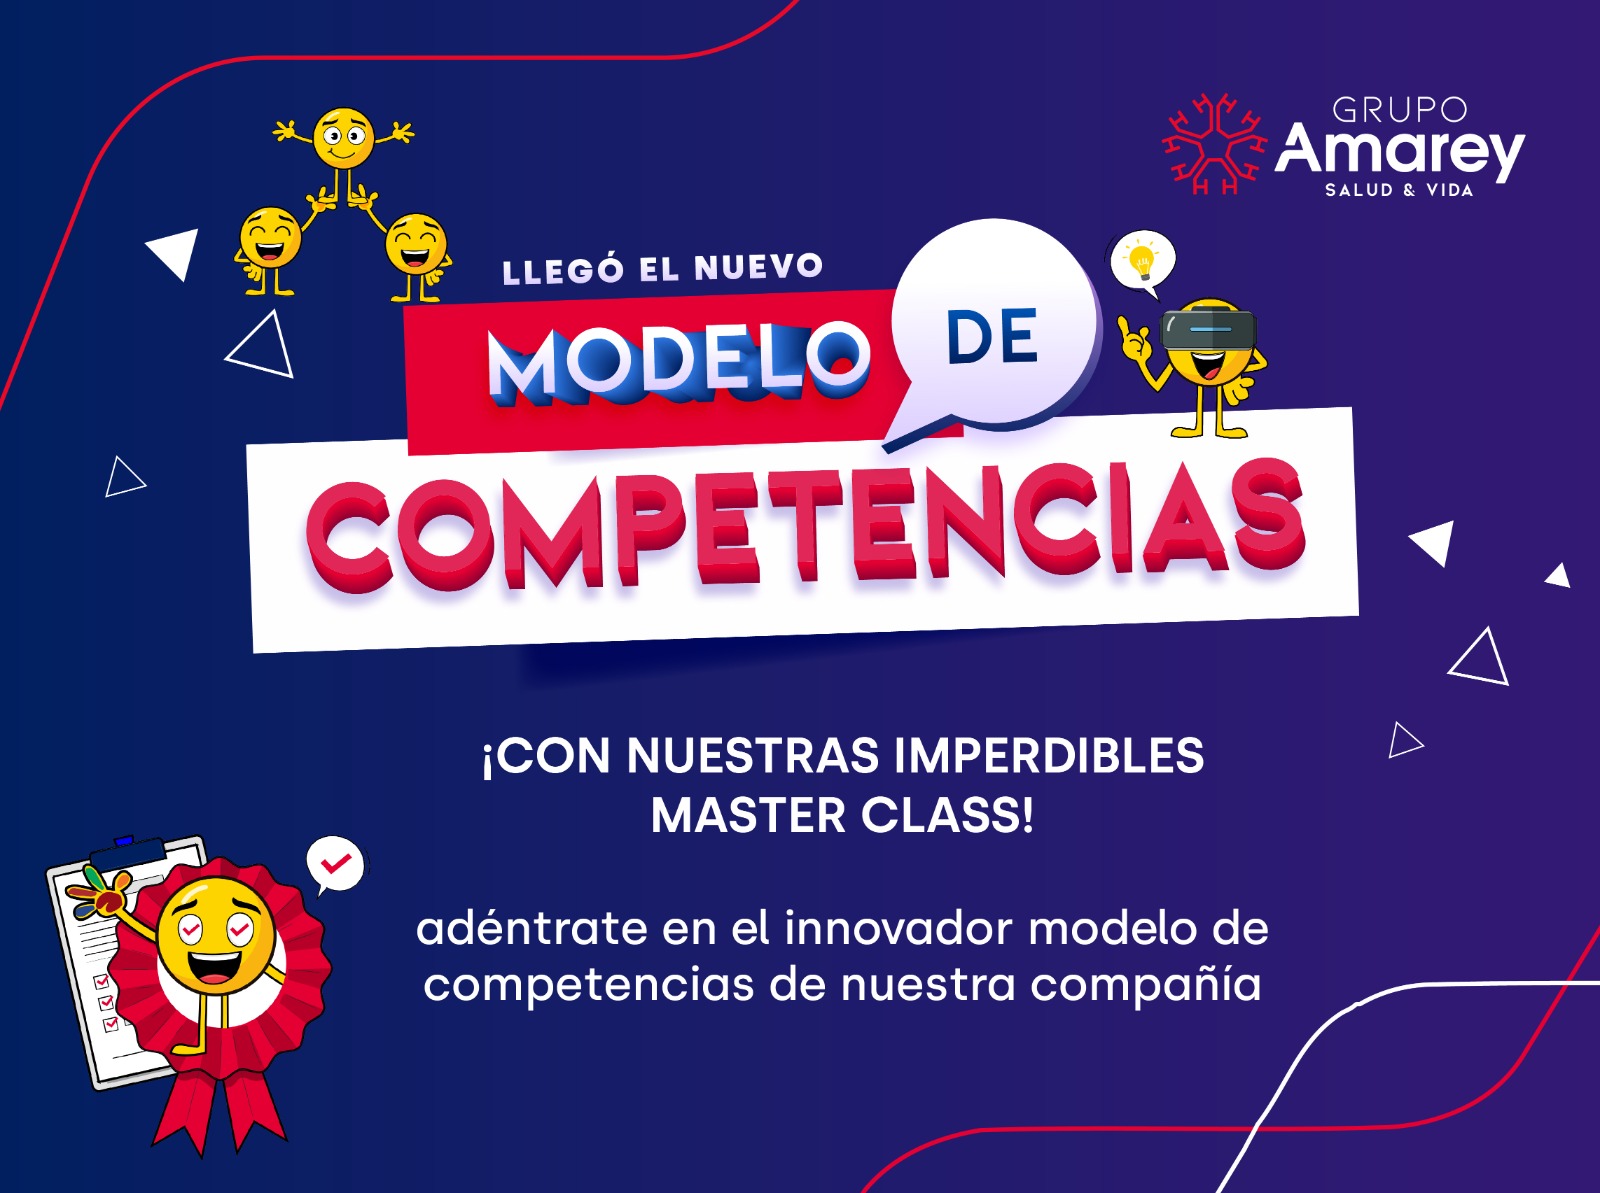 GRUPO
Amarey
SALUD & VIDA
LLEGÓ EL NUEVO
MODELO DE
COMPETENCIAS
¡CON NUESTRAS IMPERDIBLES
MASTER CLASS!
adéntrate en el innovador modelo de
competencias de nuestra compañía